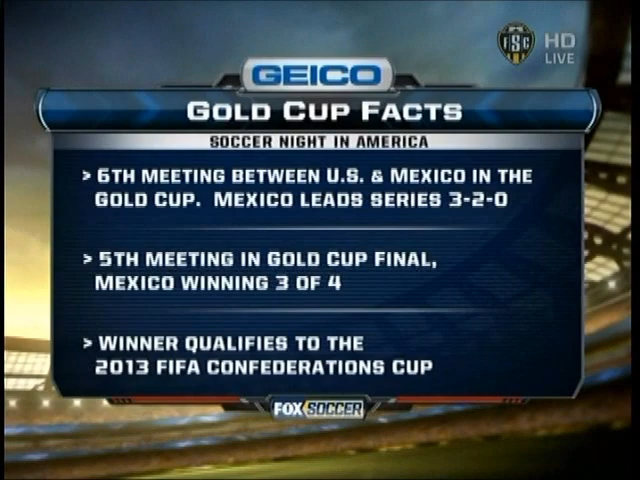 FSC HD
LIVE
GEICO
GOLD CUP FACTS
SOCCER NIGHT IN AMERICA
> 6TH MEETING BETWEEN U.S. & MEXICO IN THE
GOLD CUP. MEXICO LEADS SERIES 3-2-0
> 5TH MEETING IN GOLD CUP FINAL,
MEXICO WINNING 3 OF 4
> WINNER QUALIFIES TO THE
2013 FIFA CONFEDERATIONS CUP
FOX SOCCER